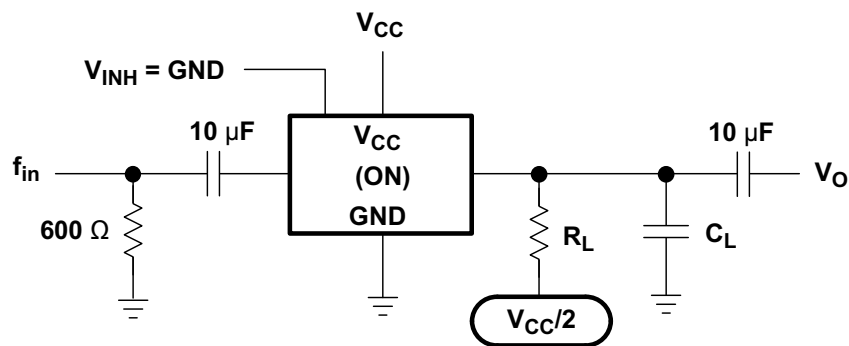 V_CC
V_INH = GND
10 µF
10 µF
V_CC
f_in
(ON)
V_O
GND
600 Ω
R_L
C_L
V_CC/2